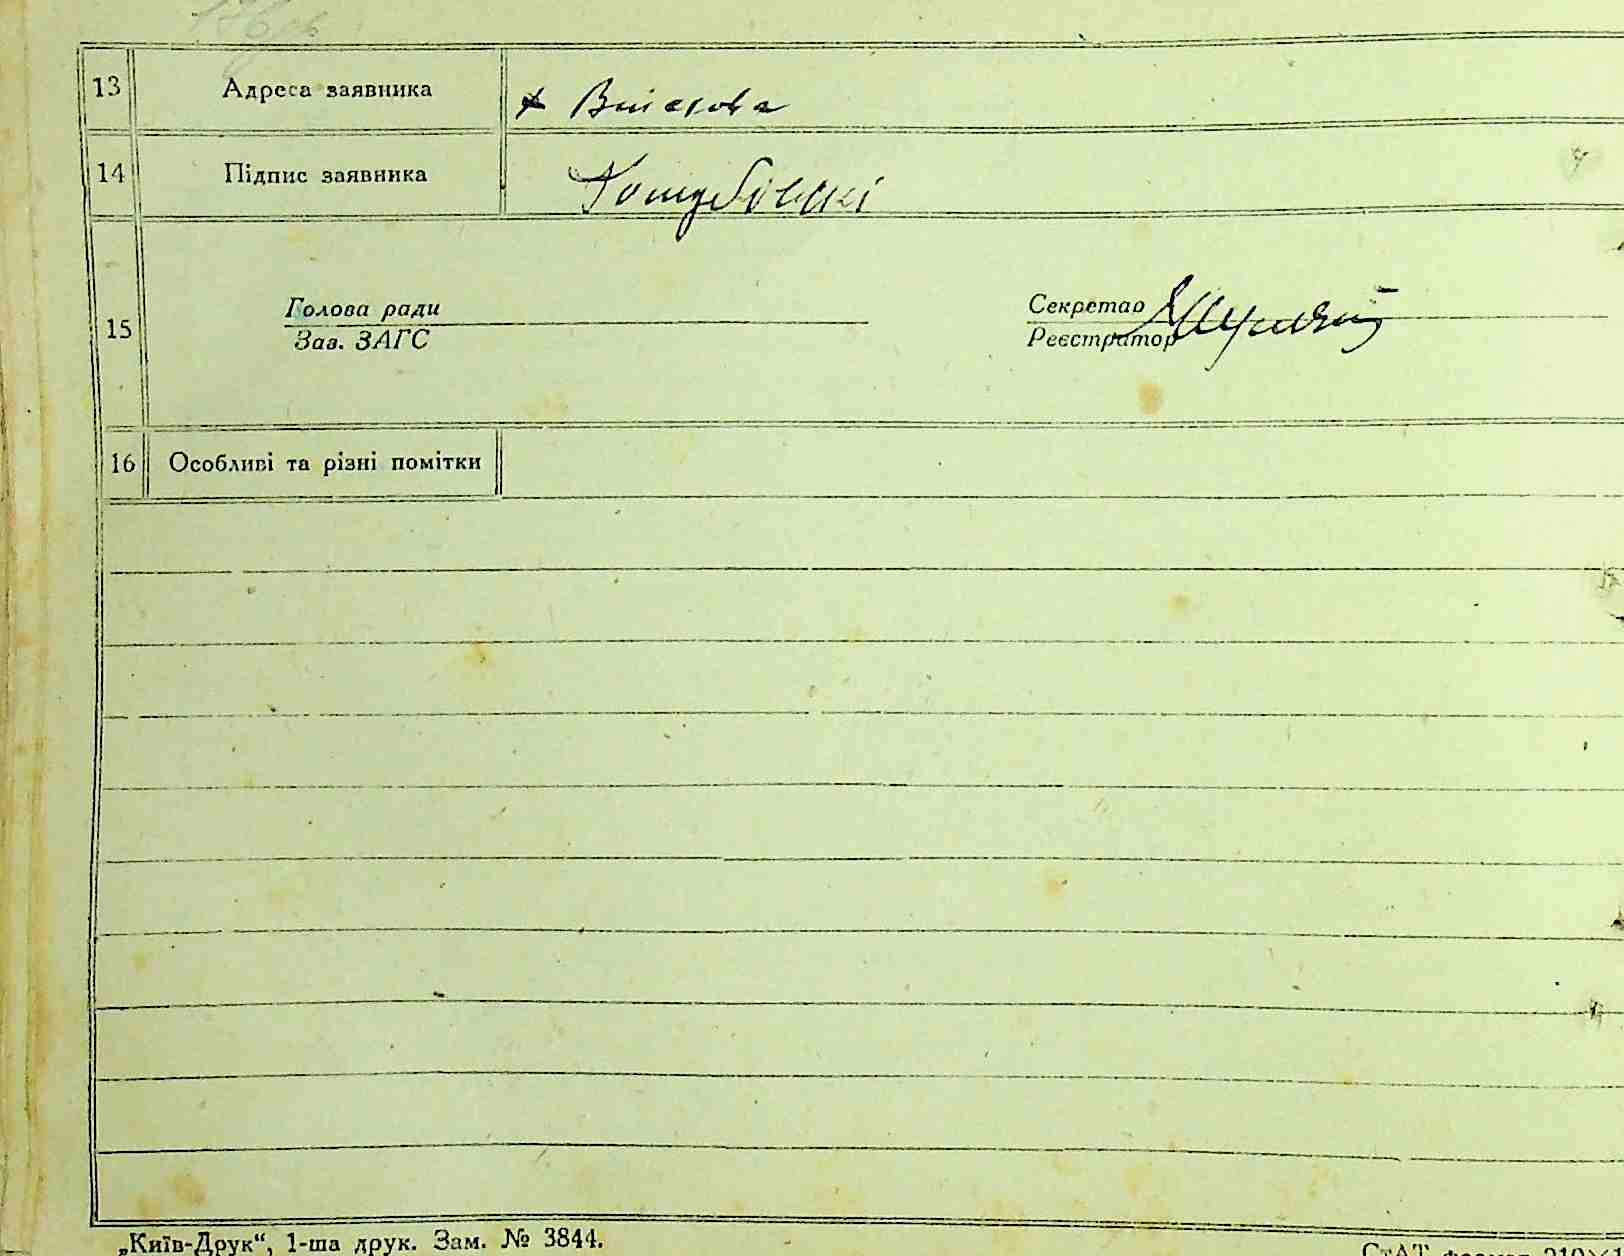 13 Адреса заявника х Війскова
14 Підпис заявника
15
Голова ради
Зав. ЗАГС
Секретар
Реєстратор
16 Особливі та різні помітки
„Київ-Друк“, 1-ша друк. Зам. № 3844.